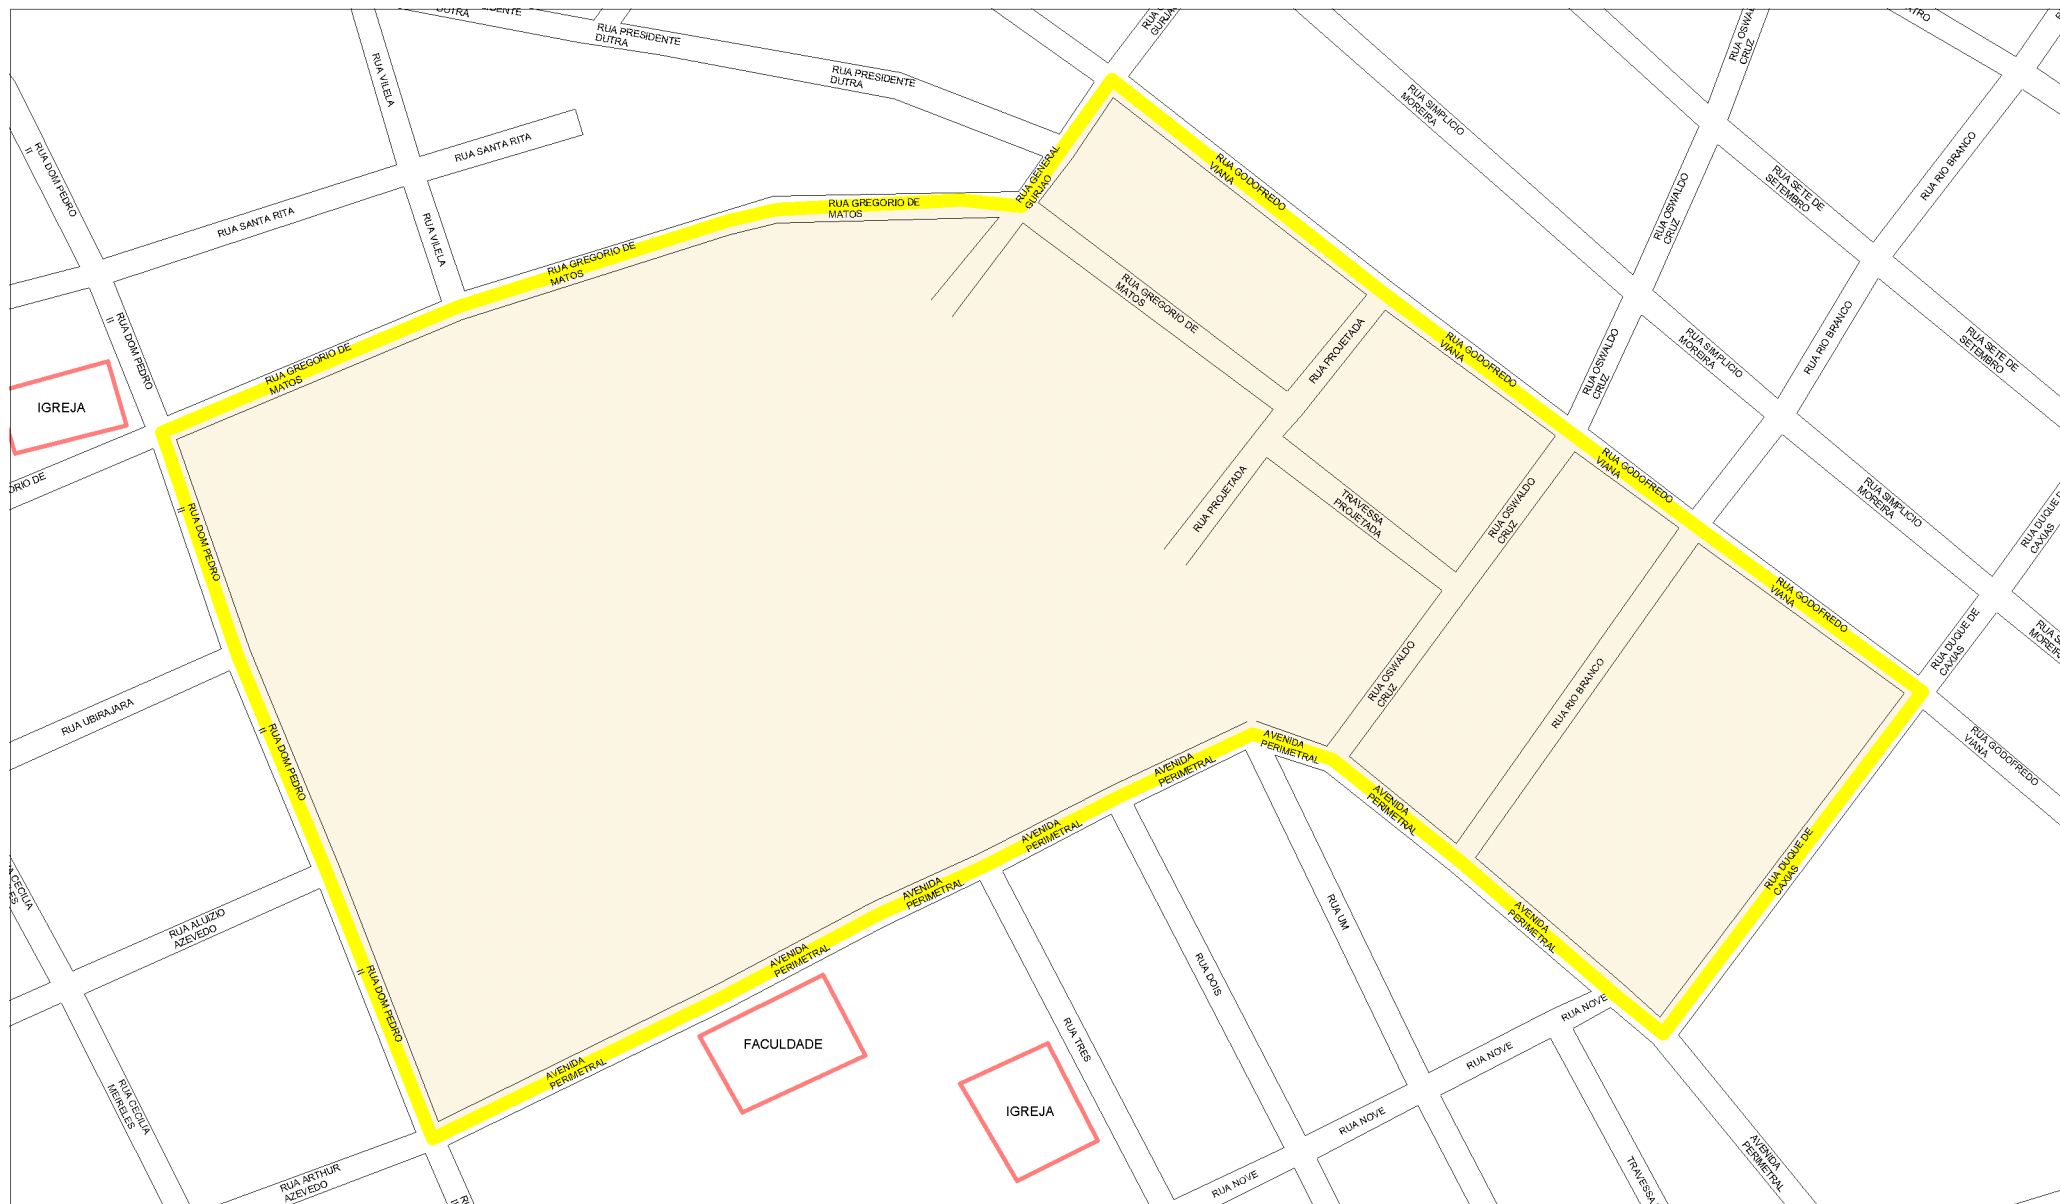 RUA PRESIDENTE
DUTRA
RUA PRESIDENTE
DUTRA
RUA VILELA
RUA SANTA RITA
RUA SANTA RITA
RUA VILELA
RUA DOM PEDRO
II
RUA DOM PEDRO
II
RUA GENERAL
GURJAO
RUA GREGORIO DE
MATOS
RUA GREGORIO DE
MATOS
RUA GREGORIO DE
MATOS
RUA GREGORIO DE
MATOS
RUA GODOFREDO
VIANA
RUA GODOFREDO
VIANA
RUA GODOFREDO
VIANA
RUA GODOFREDO
VIANA
RUA GODOFREDO
VIANA
RUA SIMPLICIO
MOREIRA
RUA SIMPLICIO
MOREIRA
RUA SIMPLICIO
MOREIRA
RUA SETE DE
SETEMBRO
RUA SETE DE
SETEMBRO
RUA OSWALDO
CRUZ
RUA OSWALDO
CRUZ
RUA OSWALDO
CRUZ
RUA OSWALDO
CRUZ
RUA RIO BRANCO
RUA RIO BRANCO
RUA RIO BRANCO
RUA PROJETADA
RUA PROJETADA
TRAVESSA
PROJETADA
RUA DUQUE DE
CAXIAS
RUA DUQUE DE
CAXIAS
RUA DUQUE DE
CAXIAS
IGREJA
ORIO DE
RUA DOM PEDRO
II
RUA DOM PEDRO
II
RUA DOM PEDRO
II
RUA UBIRAJARA
RUA ALUIZIO
AZEVEDO
RUA CECILIA
MEIRELES
RUA ARTHUR
AZEVEDO
AVENIDA
PERIMETRAL
AVENIDA
PERIMETRAL
AVENIDA
PERIMETRAL
AVENIDA
PERIMETRAL
AVENIDA
PERIMETRAL
AVENIDA
PERIMETRAL
AVENIDA
PERIMETRAL
AVENIDA
PERIMETRAL
AVENIDA
PERIMETRAL
FACULDADE
IGREJA
RUA TRES
RUA DOIS
RUA UM
RUA NOVE
RUA NOVE
RUA NOVE
RUA NOVE
TRAVESSA